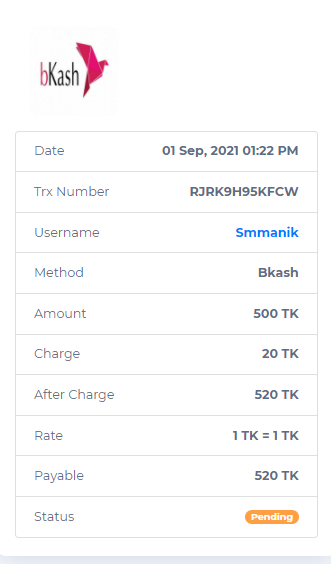 bKash
Date 01 Sep, 2021 01:22 PM
Trx Number RJRK9H95KFCW
Username Smmanik
Method Bkash
Amount 500 TK
Charge 20 TK
After Charge 520 TK
Rate 1 TK = 1 TK
Payable 520 TK
Status Pending